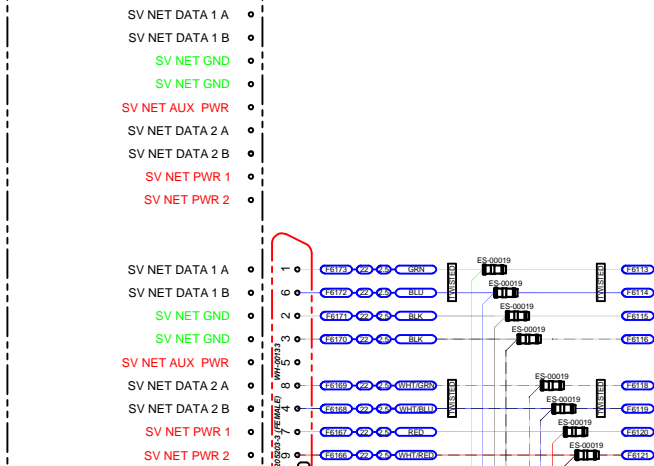 SV NET DATA 1 A
SV NET DATA 1 B
SV NET GND
SV NET GND
SV NET AUX PWR
SV NET DATA 2 A
SV NET DATA 2 B
SV NET PWR 1
SV NET PWR 2
SV NET DATA 1 A 1 F6173 22 2.5 GRN TWISTED ES-00019 TWISTED F6113
SV NET DATA 1 B 6 F6172 22 2.5 BLU ES-00019 F6114
SV NET GND 2 F6171 22 2.5 BLK ES-00019 F6115
SV NET GND 3 F6170 22 2.5 BLK ES-00019 F6116
SV NET AUX PWR 5
SV NET DATA 2 A 8 F6169 22 2.5 WHT/GRN TWISTED ES-00019 TWISTED F6118
SV NET DATA 2 B 4 F6168 22 2.5 WHT/BLU ES-00019 F6119
SV NET PWR 1 7 F6167 22 2.5 RED ES-00019 F6120
SV NET PWR 2 9 F6166 22 2.5 WHT/RED ES-00019 F6121
WH-00133
(FEMALE)